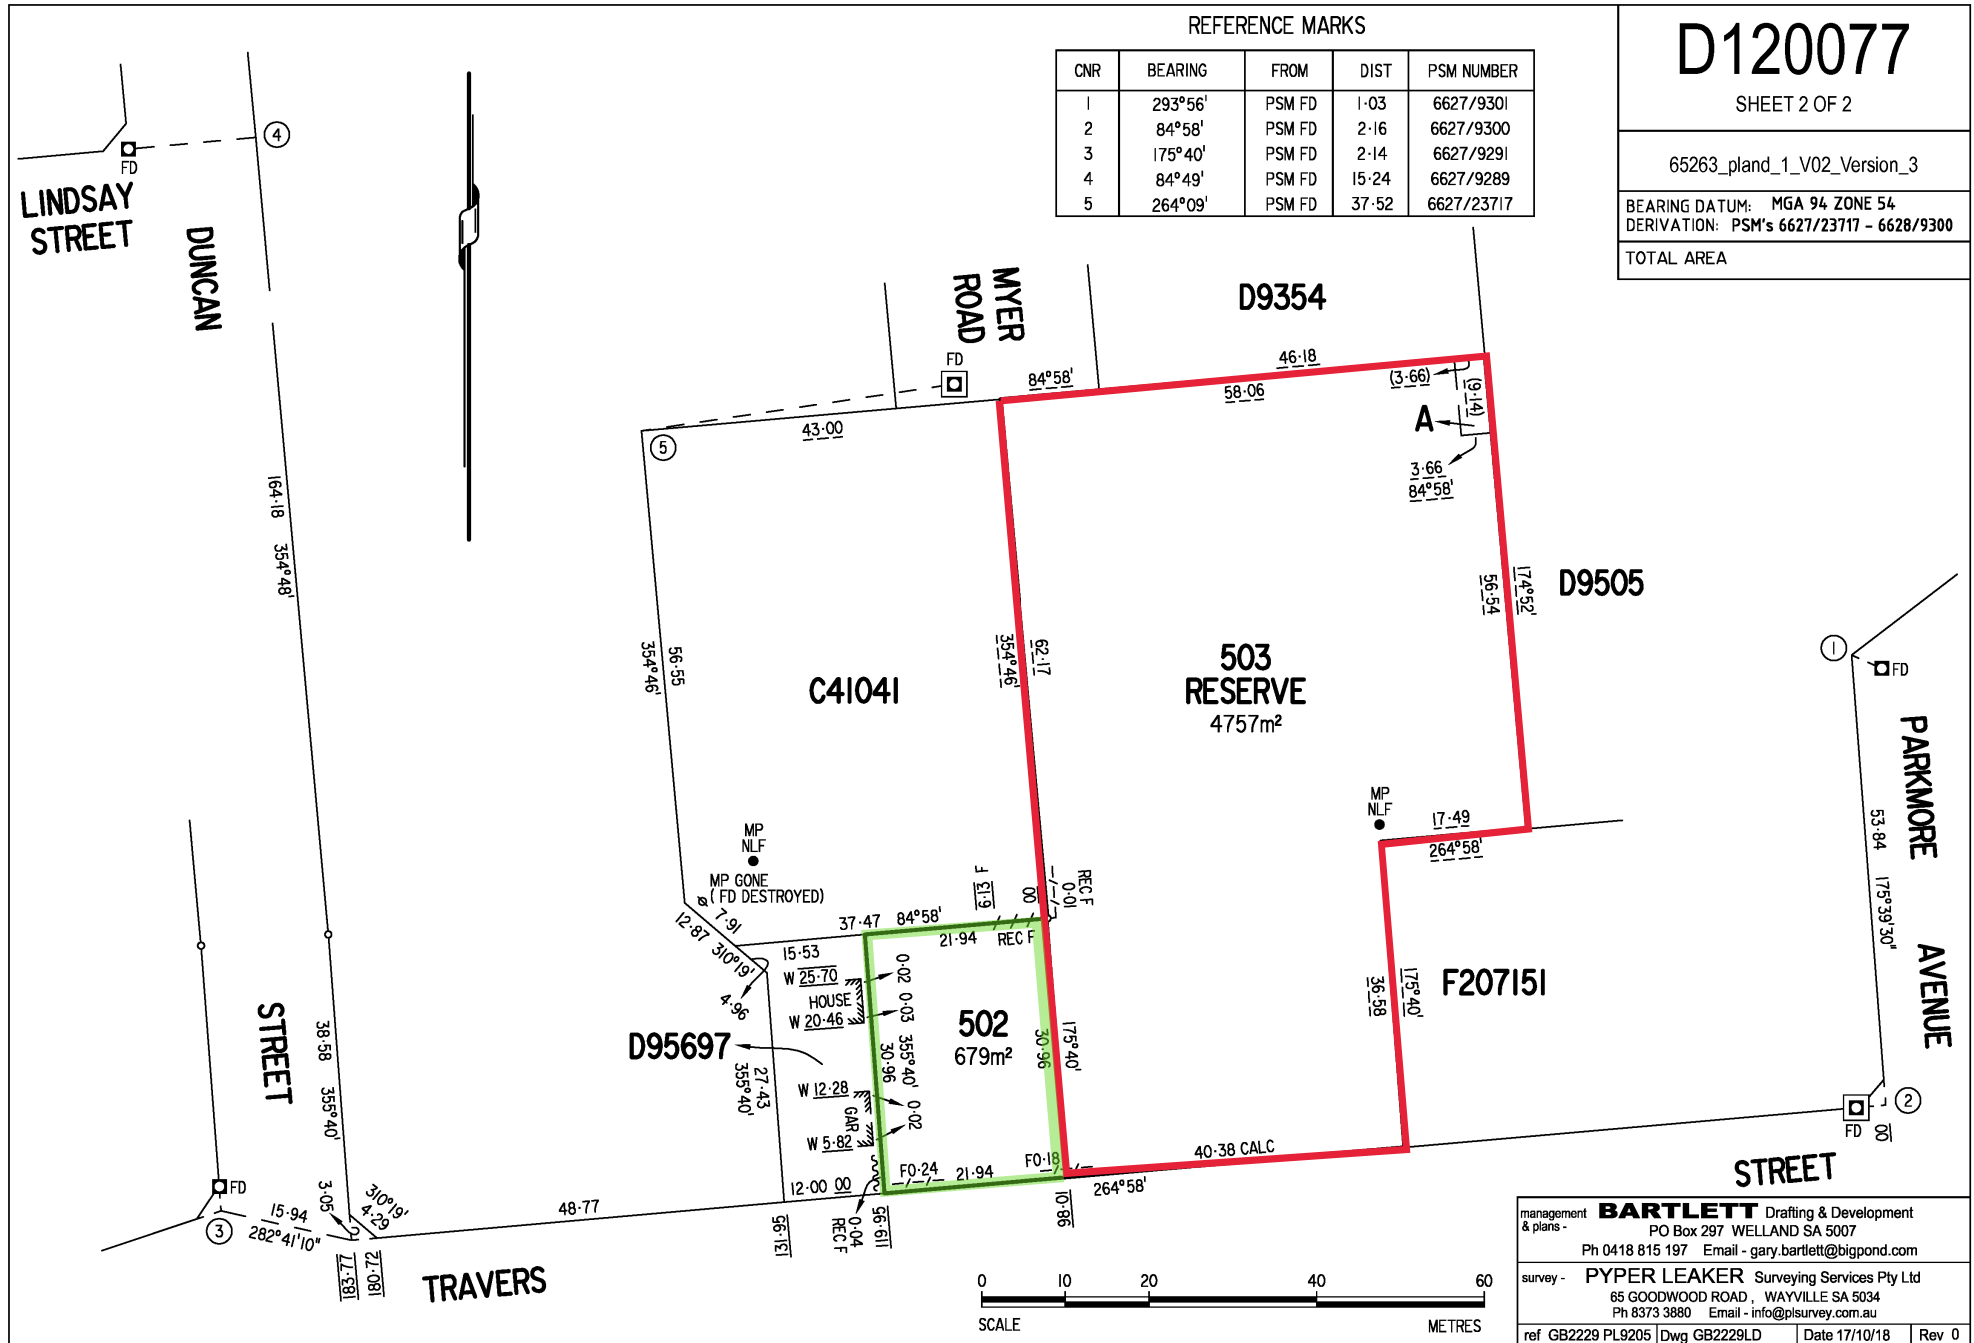 REFERENCE MARKS
CNR BEARING FROM DIST PSM NUMBER
1 293°56' PSM FD 1·03 6627/9301
2 84°58' PSM FD 2·16 6627/9300
3 175°40' PSM FD 2·14 6627/9291
4 84°49' PSM FD 15·24 6627/9289
5 264°09' PSM FD 37·52 6627/23717
D120077
SHEET 2 OF 2
65263_pland_1_V02_Version_3
BEARING DATUM: MGA 94 ZONE 54
DERIVATION: PSM's 6627/23717 - 6628/9300
TOTAL AREA
4
FD
LINDSAY
STREET
DUNCAN
164·18 354°48'
MYER
ROAD
D9354
FD
84°58'
46·18
58·06
(3·66)
(9·14)
A
3·66
84°58'
43·00
5
56·55
354°46'
C41041
62·17
354°46'
503
RESERVE
4757m²
174°52'
56·54
D9505
1
FD
PARKMORE
AVENUE
53·84 175°39'30"
MP
NLF
17·49
264°58'
MP
NLF
MP GONE
( FD DESTROYED)
7·91
12·87 310°19'
4·96
37·47 84°58'
15·53
131·9 F
00
REC F
0·01
21·94 REC F
W 25·70
HOUSE
W 20·46
0·02
0·03
355°40'
30·96
502
679m²
30·96
175°40'
36·58
175°40'
F207151
D95697
27·43
355°40'
W 12·28
GAR
W 5·82
0·02
STREET
38·58 355°40'
FD
3
15·94
282°41'10"
3·05
310°19'
4·29
183·77
180·72
48·77
12·00 00
131·95
0·04
REC F
119·95
F0·24
21·94
F0·18
10·86
264°58'
40·38 CALC
TRAVERS
STREET
FD
00
2
0 10 20 40 60
SCALE METRES
management
& plans -
BARTLETT Drafting & Development
PO Box 297 WELLAND SA 5007
Ph 0418 815 197 Email - gary.bartlett@bigpond.com
survey - PYPER LEAKER Surveying Services Pty Ltd
65 GOODWOOD ROAD , WAYVILLE SA 5034
Ph 8373 3880 Email - info@plsurvey.com.au
ref GB2229 PL9205 Dwg GB2229LD Date 17/10/18 Rev 0